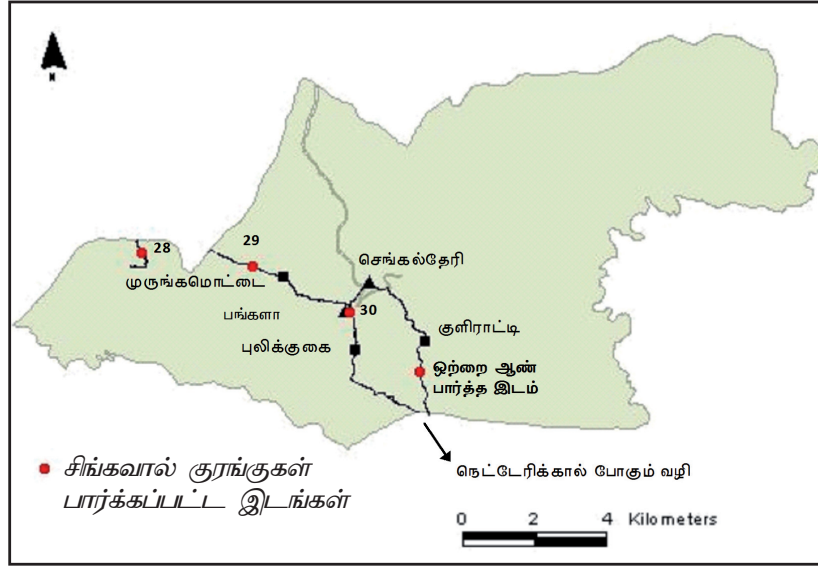 N
28
29
முருங்கமொட்டை
செங்கல்தேரி
பங்களா
30
புலிக்குகை
குளிராட்டி
ஒற்றை ஆண்
பார்த்த இடம்
நெட்டேரிக்கால் போகும் வழி
சிங்கவால் குரங்குகள்
பார்க்கப்பட்ட இடங்கள்
0 2 4 Kilometers